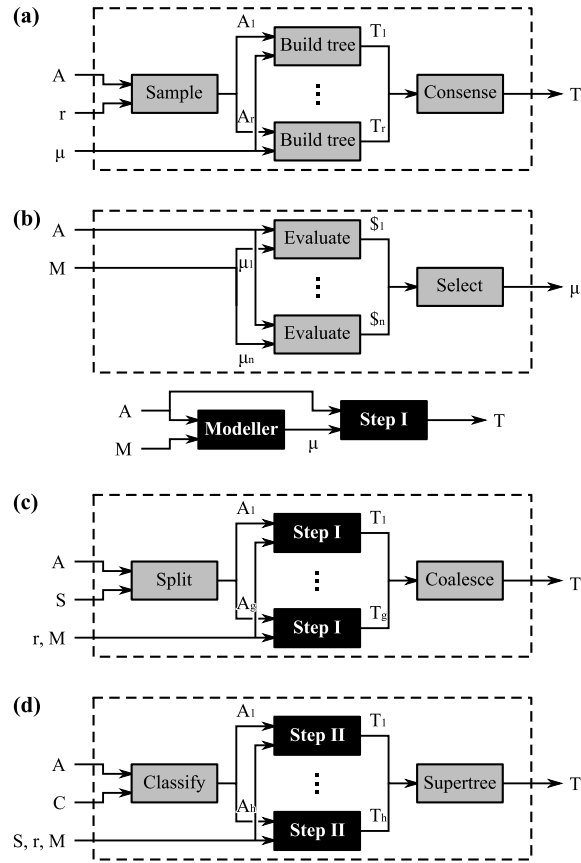 (a)
A₁ Build tree T₁
A
Sample ⋮ Consense T
r
Aᵣ Build tree Tᵣ
μ
(b)
A Evaluate $₁
M μ₁
⋮ Select μ
Evaluate $ₙ
μₙ
A Step I T
Modeller
M μ
(c)
A₁ Step I T₁
A
Split ⋮ Coalesce T
S
A_g Step I T_g
r, M
(d)
A₁ Step II T₁
A
Classify ⋮ Supertree T
C
Aₕ Step II Tₕ
S, r, M